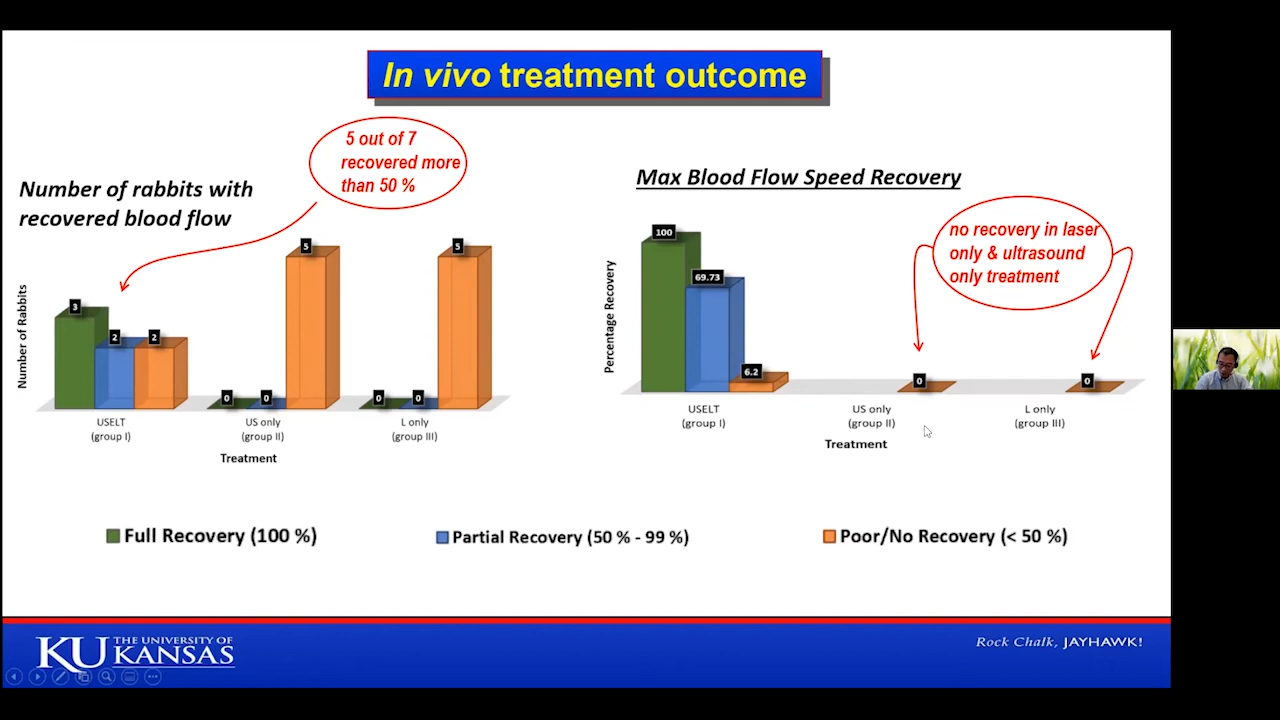 In vivo treatment outcome
5 out of 7
recovered more
than 50 %
Number of rabbits with
recovered blood flow
Number of Rabbits
3
2
2
0
0
5
0
0
5
USELT
(group I)
US only
(group II)
L only
(group III)
Treatment
Max Blood Flow Speed Recovery
no recovery in laser
only & ultrasound
only treatment
Percentage Recovery
100
69.73
6.2
0
0
USELT
(group I)
US only
(group II)
L only
(group III)
Treatment
Full Recovery (100 %)
Partial Recovery (50 % - 99 %)
Poor/No Recovery (< 50 %)
KU THE UNIVERSITY OF
KANSAS
Rock Chalk, JAYHAWK!